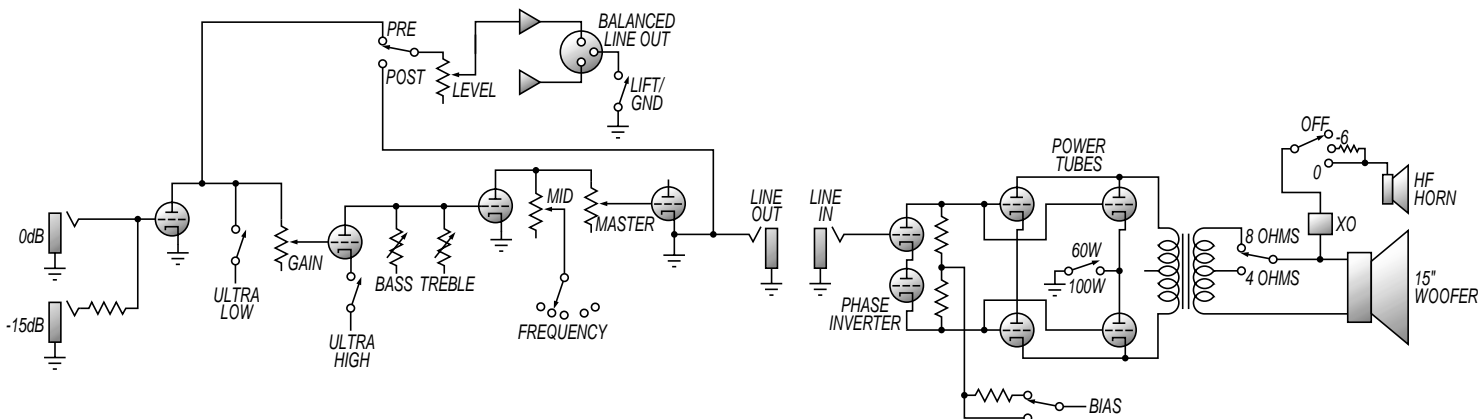 PRE
POST
LEVEL
BALANCED
LINE OUT
LIFT/
GND
0dB
-15dB
ULTRA
LOW
GAIN
ULTRA
HIGH
BASS
TREBLE
MID
FREQUENCY
MASTER
LINE
OUT
LINE
IN
PHASE
INVERTER
POWER
TUBES
60W
100W
BIAS
OFF
-6
0
HF
HORN
XO
8 OHMS
4 OHMS
15"
WOOFER